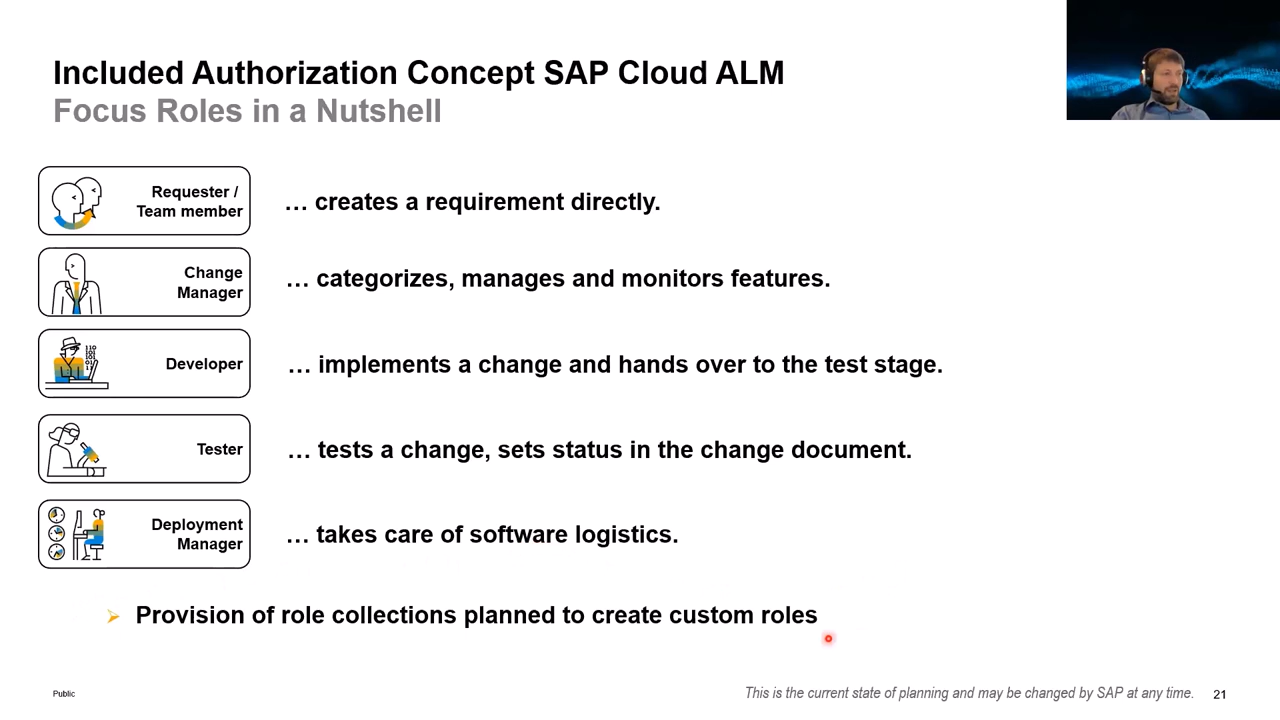 Included Authorization Concept SAP Cloud ALM
Focus Roles in a Nutshell
Requester /
Team member
… creates a requirement directly.
Change
Manager
… categorizes, manages and monitors features.
Developer
… implements a change and hands over to the test stage.
Tester
… tests a change, sets status in the change document.
Deployment
Manager
… takes care of software logistics.
Provision of role collections planned to create custom roles
Public
This is the current state of planning and may be changed by SAP at any time.
21